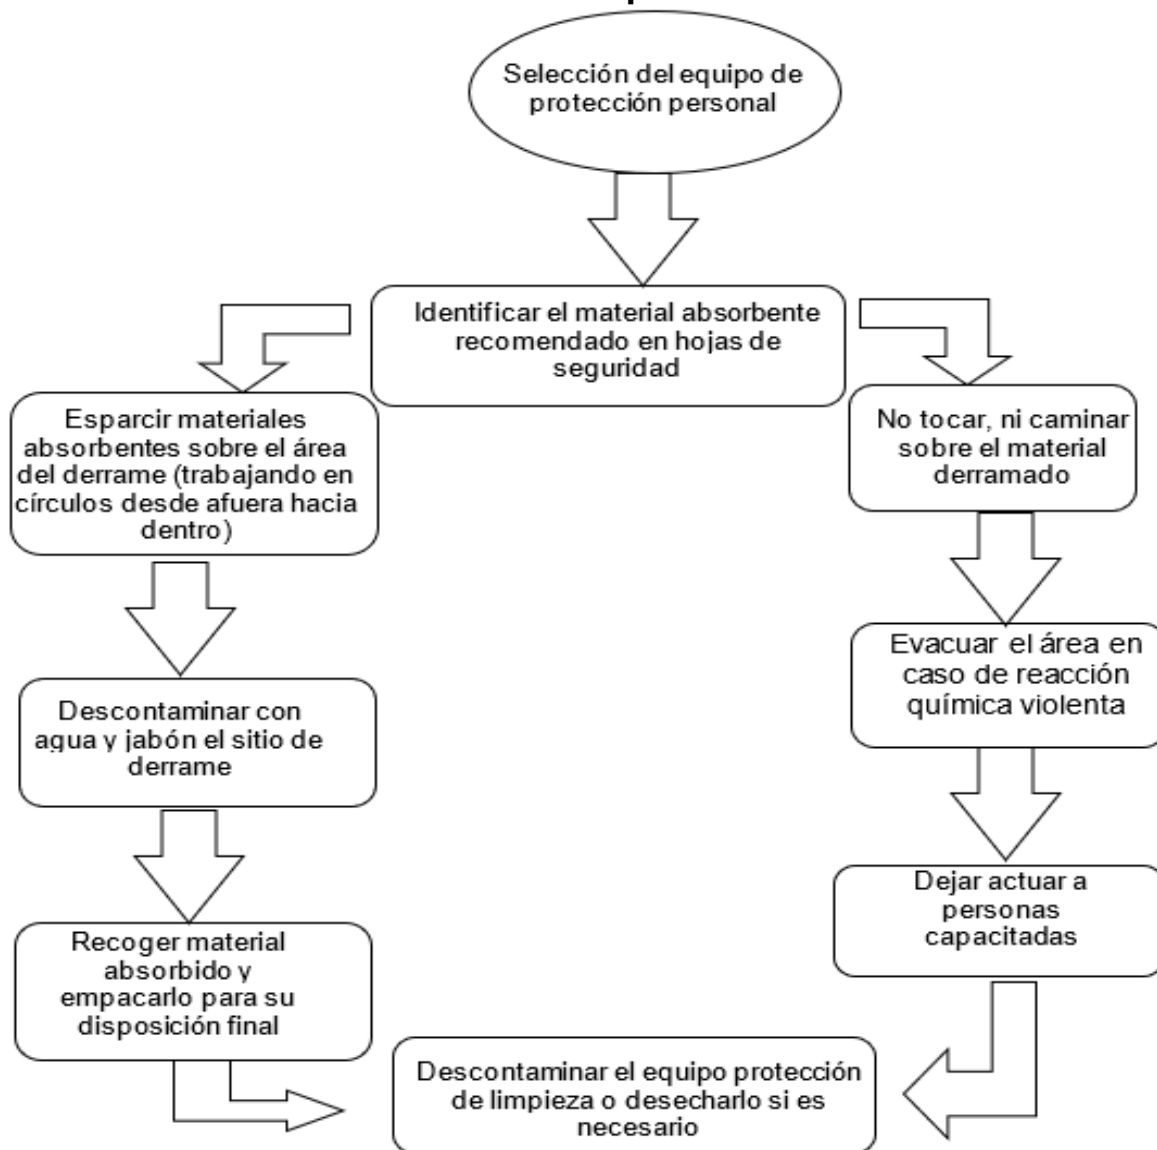 Selección del equipo de
protección personal
Identificar el material absorbente
recomendado en hojas de
seguridad
Esparcir materiales
absorbentes sobre el área
del derrame (trabajando en
círculos desde afuera hacia
dentro)
No tocar, ni caminar
sobre el material
derramado
Descontaminar con
agua y jabón el sitio de
derrame
Evacuar el área en
caso de reacción
química violenta
Recoger material
absorbido y
empacarlo para su
disposición final
Dejar actuar a
personas
capacitadas
Descontaminar el equipo protección
de limpieza o desecharlo si es
necesario